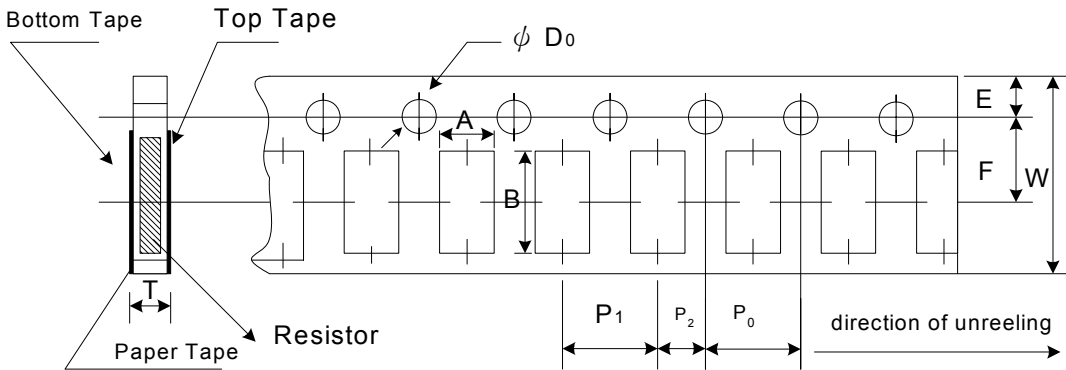 Bottom Tape
Top Tape
ψ D0
E
A
F
W
B
T
P1
P2
P0
Resistor
direction of unreeling
Paper Tape